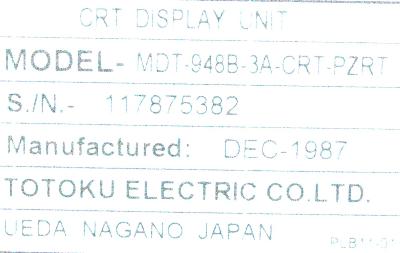 CRT DISPLAY UNIT
MODEL- MDT-948B-3A-CRT-PZRT
S./N.- 117875382
Manufactured: DEC-1987
TOTOKU ELECTRIC CO.LTD.
UEDA NAGANO JAPAN